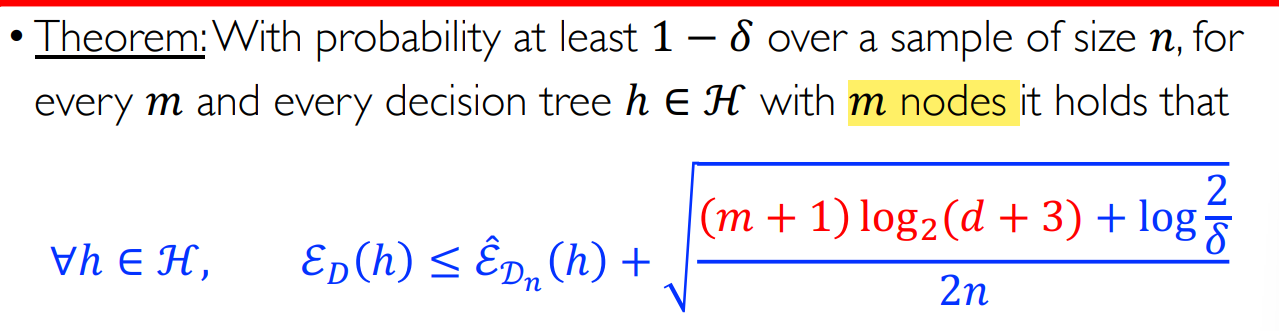 • Theorem: With probability at least 1 − δ over a sample of size n, for
every m and every decision tree h ∈ ℋ with m nodes it holds that
∀h ∈ ℋ, ℰ_D(h) ≤ ℰ̂_{𝒟_n}(h) + √(((m + 1) log₂(d + 3) + log 2/δ) / 2n)